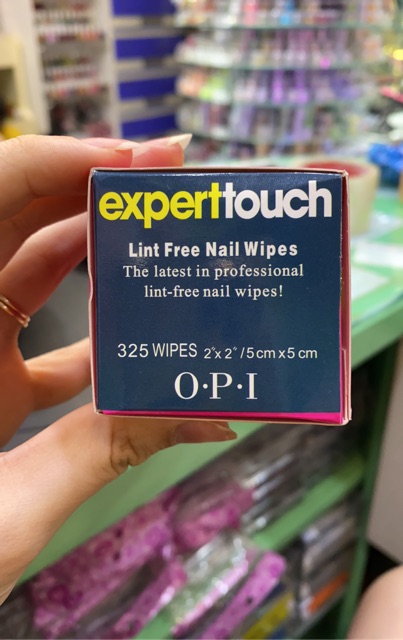 experttouch
Lint Free Nail Wipes
The latest in professional
lint-free nail wipes!
325 WIPES 2"x 2" / 5 cm x 5 cm
O·P·I